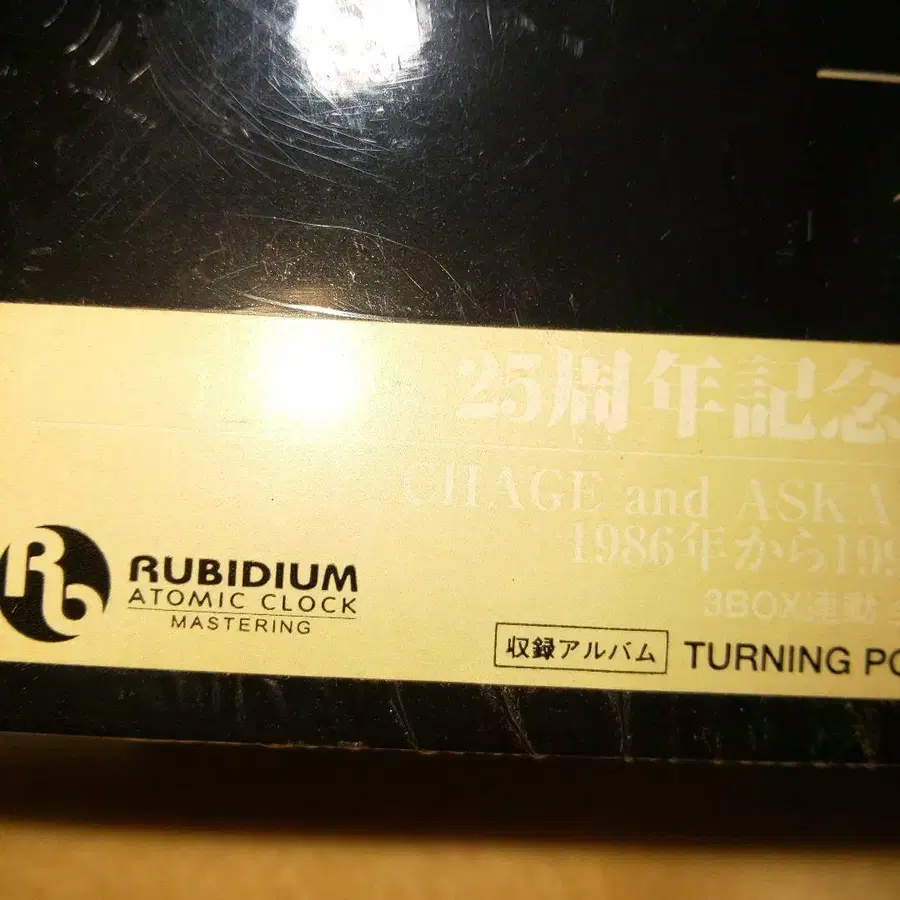 25周年記念
CHAGE and ASKA
1986年から199
3BOX連動
Rb
RUBIDIUM
ATOMIC CLOCK
MASTERING
収録アルバム TURNING PO